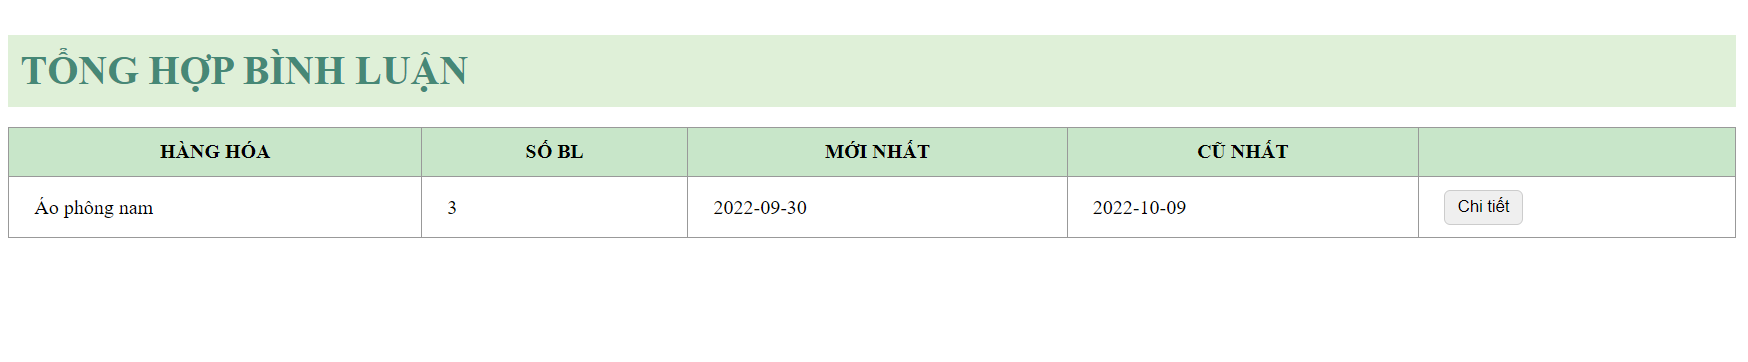 TỔNG HỢP BÌNH LUẬN
HÀNG HÓA SỐ BL MỚI NHẤT CŨ NHẤT
Áo phông nam 3 2022-09-30 2022-10-09 Chi tiết